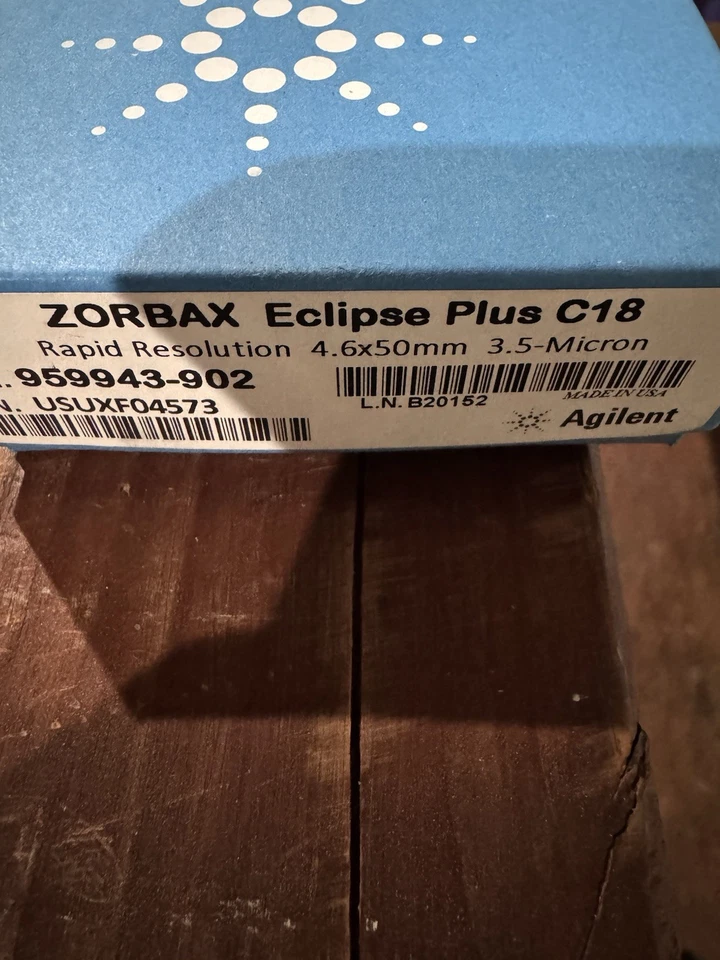 ZORBAX Eclipse Plus C18
Rapid Resolution 4.6x50mm 3.5-Micron
959943-902
USUXF04573
L.N. B20152
MADE IN USA
Agilent